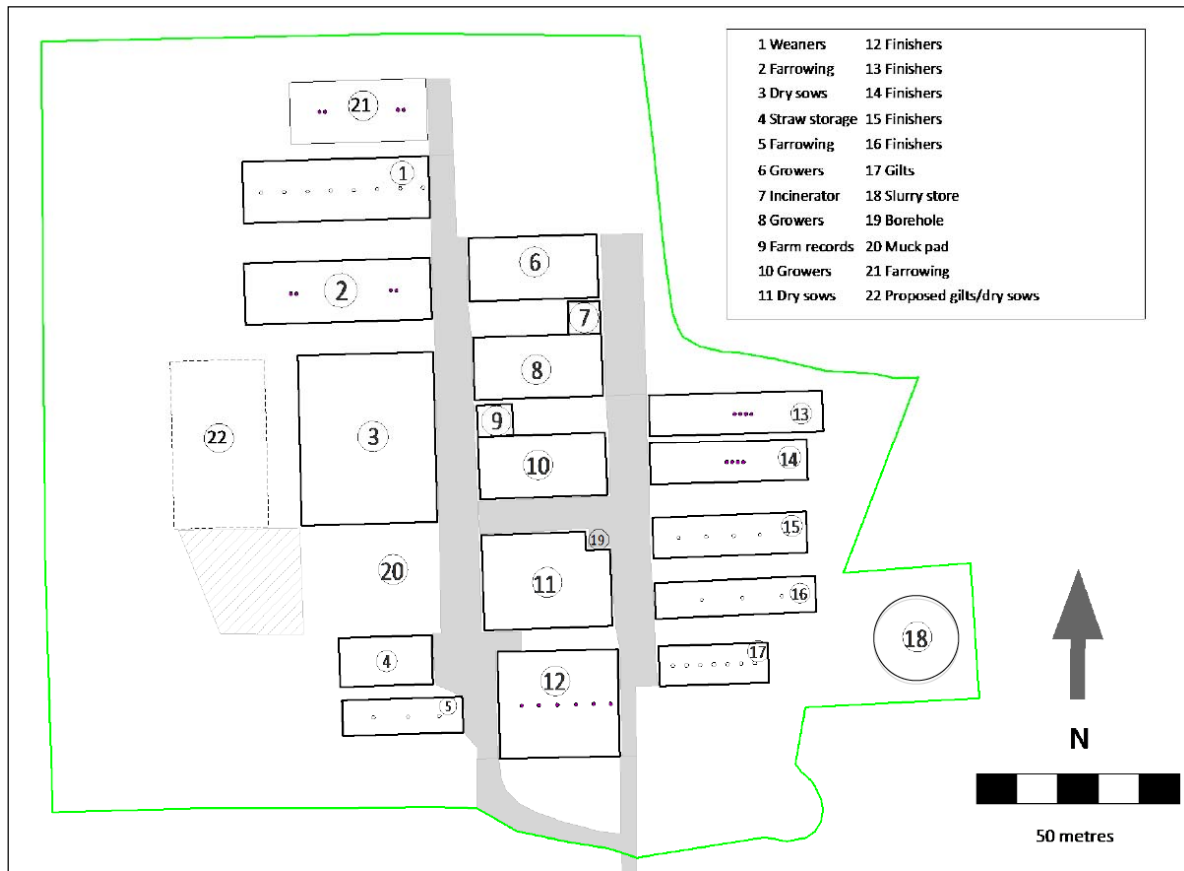 1 Weaners 12 Finishers
2 Farrowing 13 Finishers
3 Dry sows 14 Finishers
4 Straw storage 15 Finishers
5 Farrowing 16 Finishers
6 Growers 17 Gilts
7 Incinerator 18 Slurry store
8 Growers 19 Borehole
9 Farm records 20 Muck pad
10 Growers 21 Farrowing
11 Dry sows 22 Proposed gilts/dry sows
21
1
6
2
7
8
13
9
22
3
14
10
15
19
20
11
16
18
17
4
12
5
N
50 metres